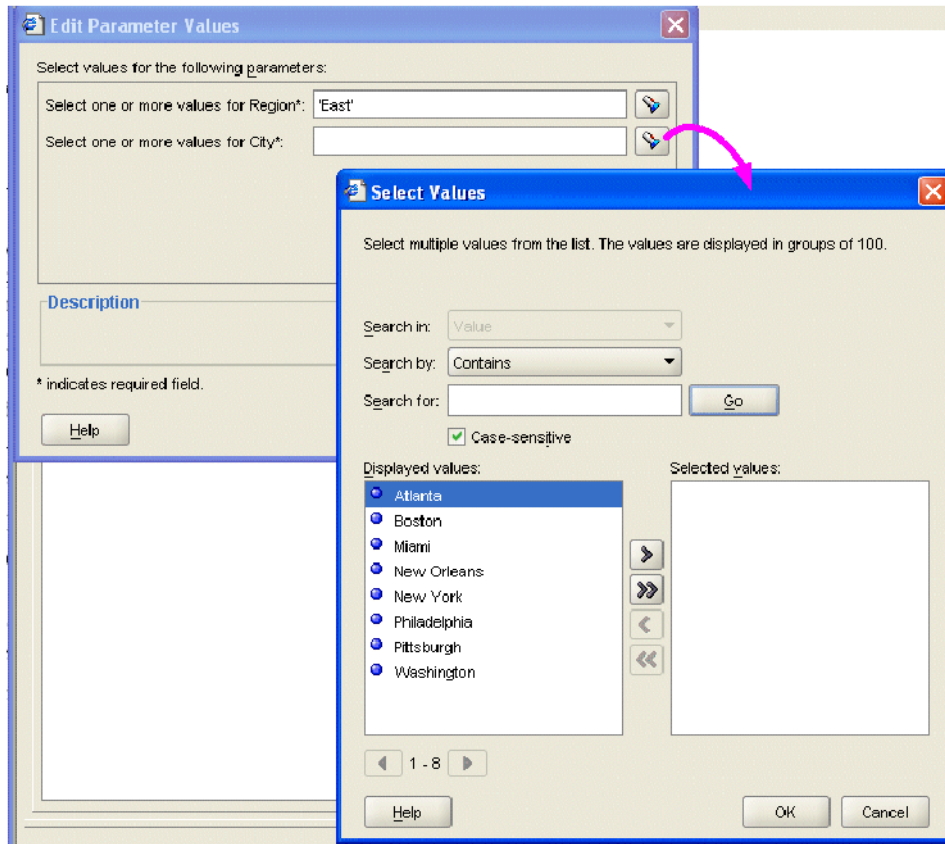 Edit Parameter Values
Select values for the following parameters:
Select one or more values for Region*: 'East'
Select one or more values for City*:
Description
* indicates required field.
Help
Select Values
Select multiple values from the list. The values are displayed in groups of 100.
Search in: Value
Search by: Contains
Search for: Go
Case-sensitive
Displayed values: Selected values:
Atlanta
Boston
Miami
New Orleans
New York
Philadelphia
Pittsburgh
Washington
1 - 8
Help OK Cancel